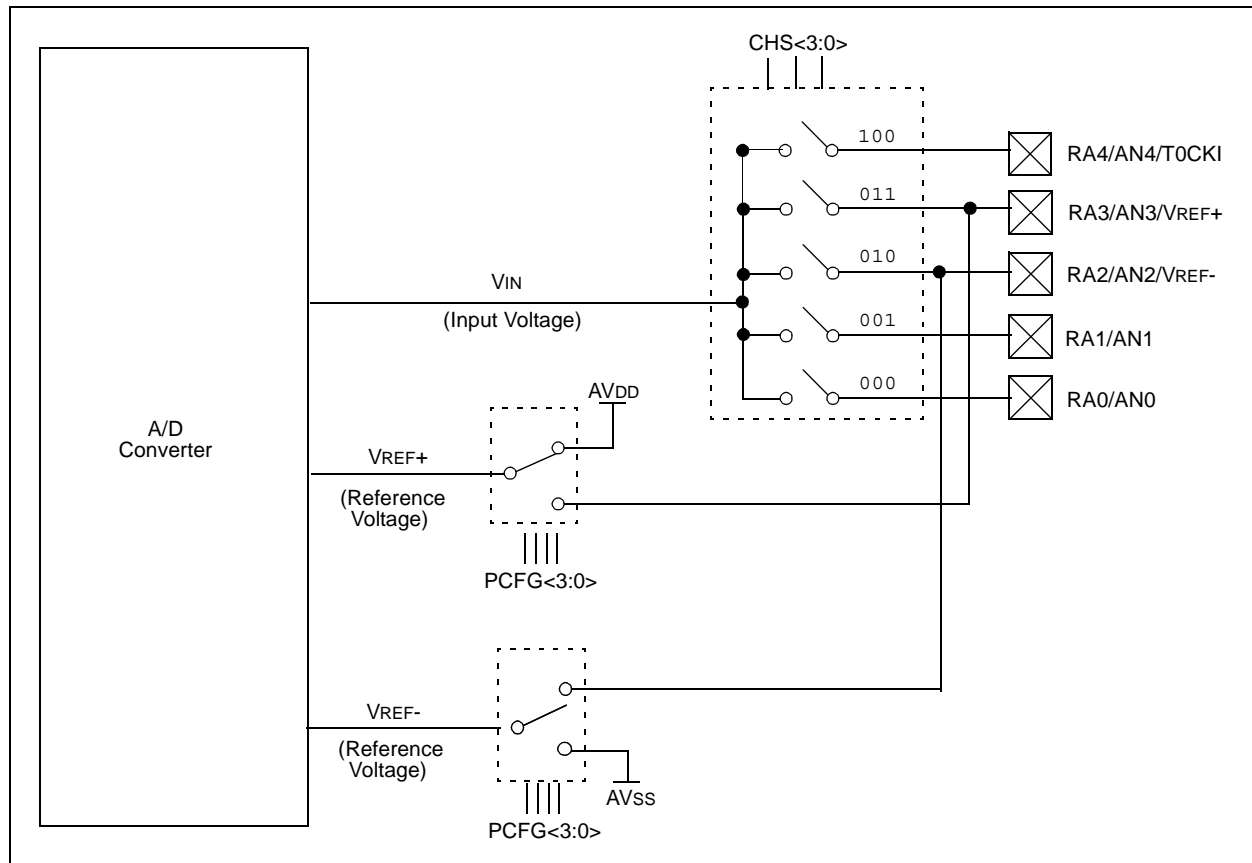 CHS<3:0>
100
RA4/AN4/T0CKI
011
RA3/AN3/VREF+
010
RA2/AN2/VREF-
VIN
(Input Voltage)
001
RA1/AN1
000
RA0/AN0
AVDD
A/D
Converter
VREF+
(Reference
Voltage)
PCFG<3:0>
VREF-
(Reference
Voltage)
AVSS
PCFG<3:0>